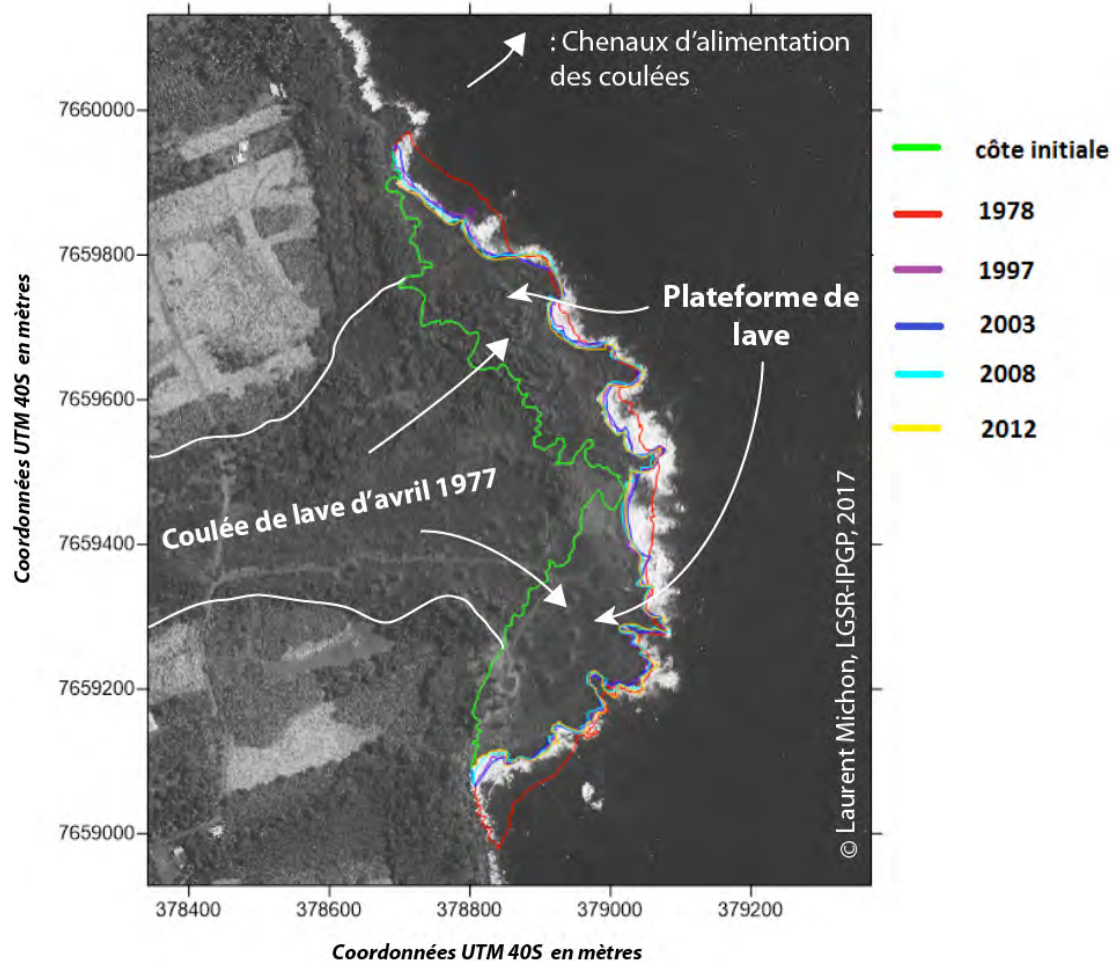 : Chenaux d'alimentation
des coulées
7660000
7659800
7659600
7659400
7659200
7659000
Coordonnées UTM 40S en mètres
378400
378600
378800
379000
379200
Coordonnées UTM 40S en mètres
Plateforme de
lave
Coulée de lave d'avril 1977
© Laurent Michon, LGSR-IPGP, 2017
côte initiale
1978
1997
2003
2008
2012